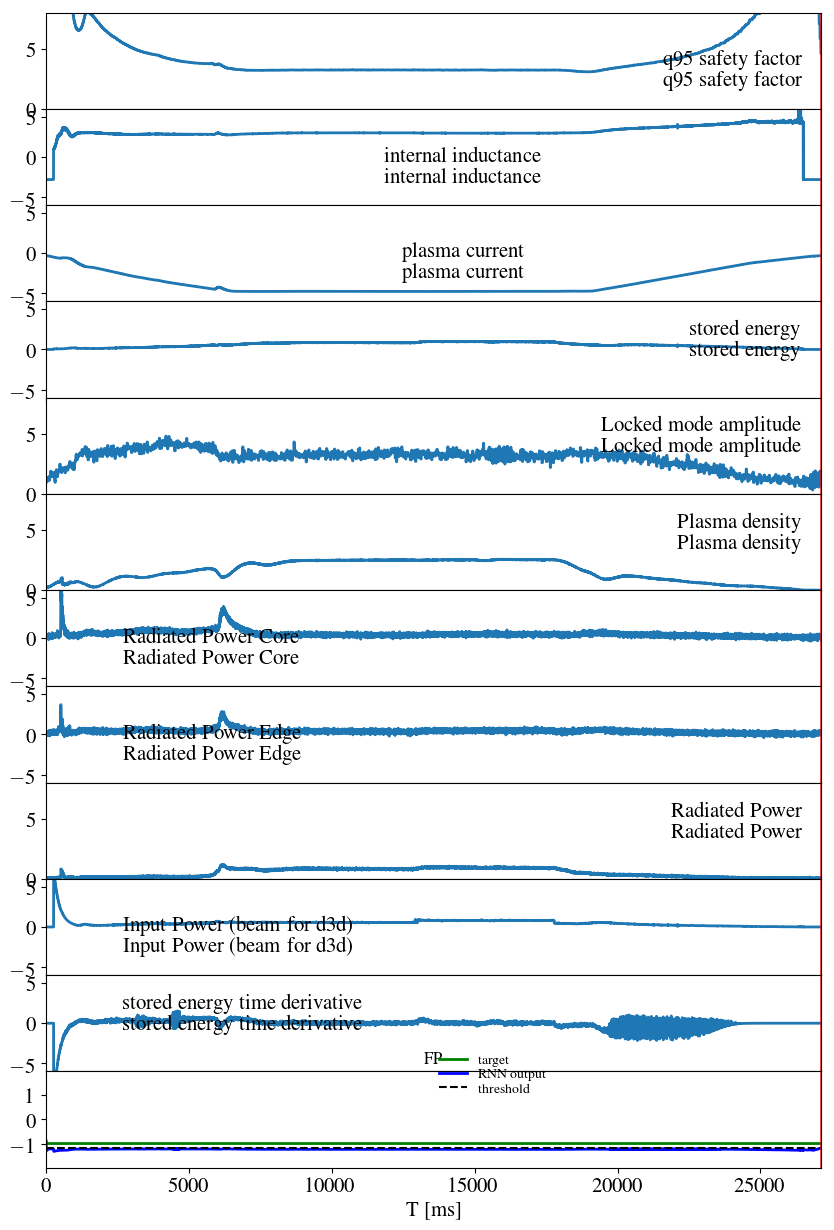 5
q95 safety factor
q95 safety factor
0
5
0
internal inductance
internal inductance
−5
5
0
plasma current
plasma current
−5
5
stored energy
0
stored energy
−5
Locked mode amplitude
5
Locked mode amplitude
0
Plasma density
5
Plasma density
0
5
0
Radiated Power Core
Radiated Power Core
−5
5
0
Radiated Power Edge
Radiated Power Edge
−5
Radiated Power
5
Radiated Power
0
5
0
Input Power (beam for d3d)
Input Power (beam for d3d)
−5
5
stored energy time derivative
0
stored energy time derivative
−5
FP
target
RNN output
threshold
1
0
−1
0 5000 10000 15000 20000 25000
T [ms]